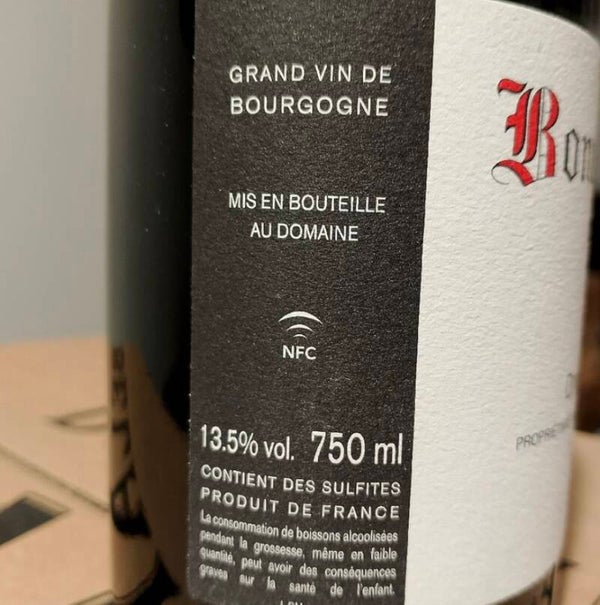 GRAND VIN DE
BOURGOGNE
MIS EN BOUTEILLE
AU DOMAINE
NFC
13.5% vol. 750 ml
CONTIENT DES SULFITES
PRODUIT DE FRANCE
La consommation de boissons alcoolisées
pendant la grossesse, même en faible
quantité, peut avoir des conséquences
graves sur la santé de l'enfant.
Bon